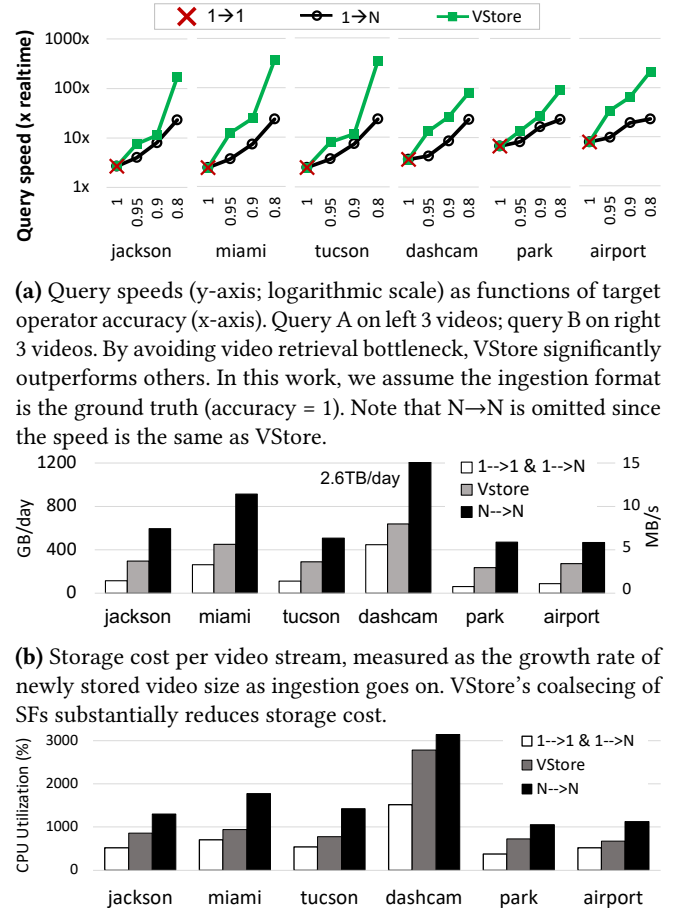 1→1 1→N VStore
Query speed (x realtime)
1000x
100x
10x
1x
1 0.95 0.9 0.8 1 0.95 0.9 0.8 1 0.95 0.9 0.8 1 0.95 0.9 0.8 1 0.95 0.9 0.8 1 0.95 0.9 0.8
jackson miami tucson dashcam park airport
(a) Query speeds (y-axis; logarithmic scale) as functions of target
operator accuracy (x-axis). Query A on left 3 videos; query B on right
3 videos. By avoiding video retrieval bottleneck, VStore significantly
outperforms others. In this work, we assume the ingestion format
is the ground truth (accuracy = 1). Note that N→N is omitted since
the speed is the same as VStore.
GB/day
1200
800
400
0
2.6TB/day
1-->1 & 1-->N
Vstore
N-->N
15
10
5
0
MB/s
jackson miami tucson dashcam park airport
(b) Storage cost per video stream, measured as the growth rate of
newly stored video size as ingestion goes on. VStore's coalsecing of
SFs substantially reduces storage cost.
CPU Utilization (%)
3000
2000
1000
0
1-->1 & 1-->N
VStore
N-->N
jackson miami tucson dashcam park airport